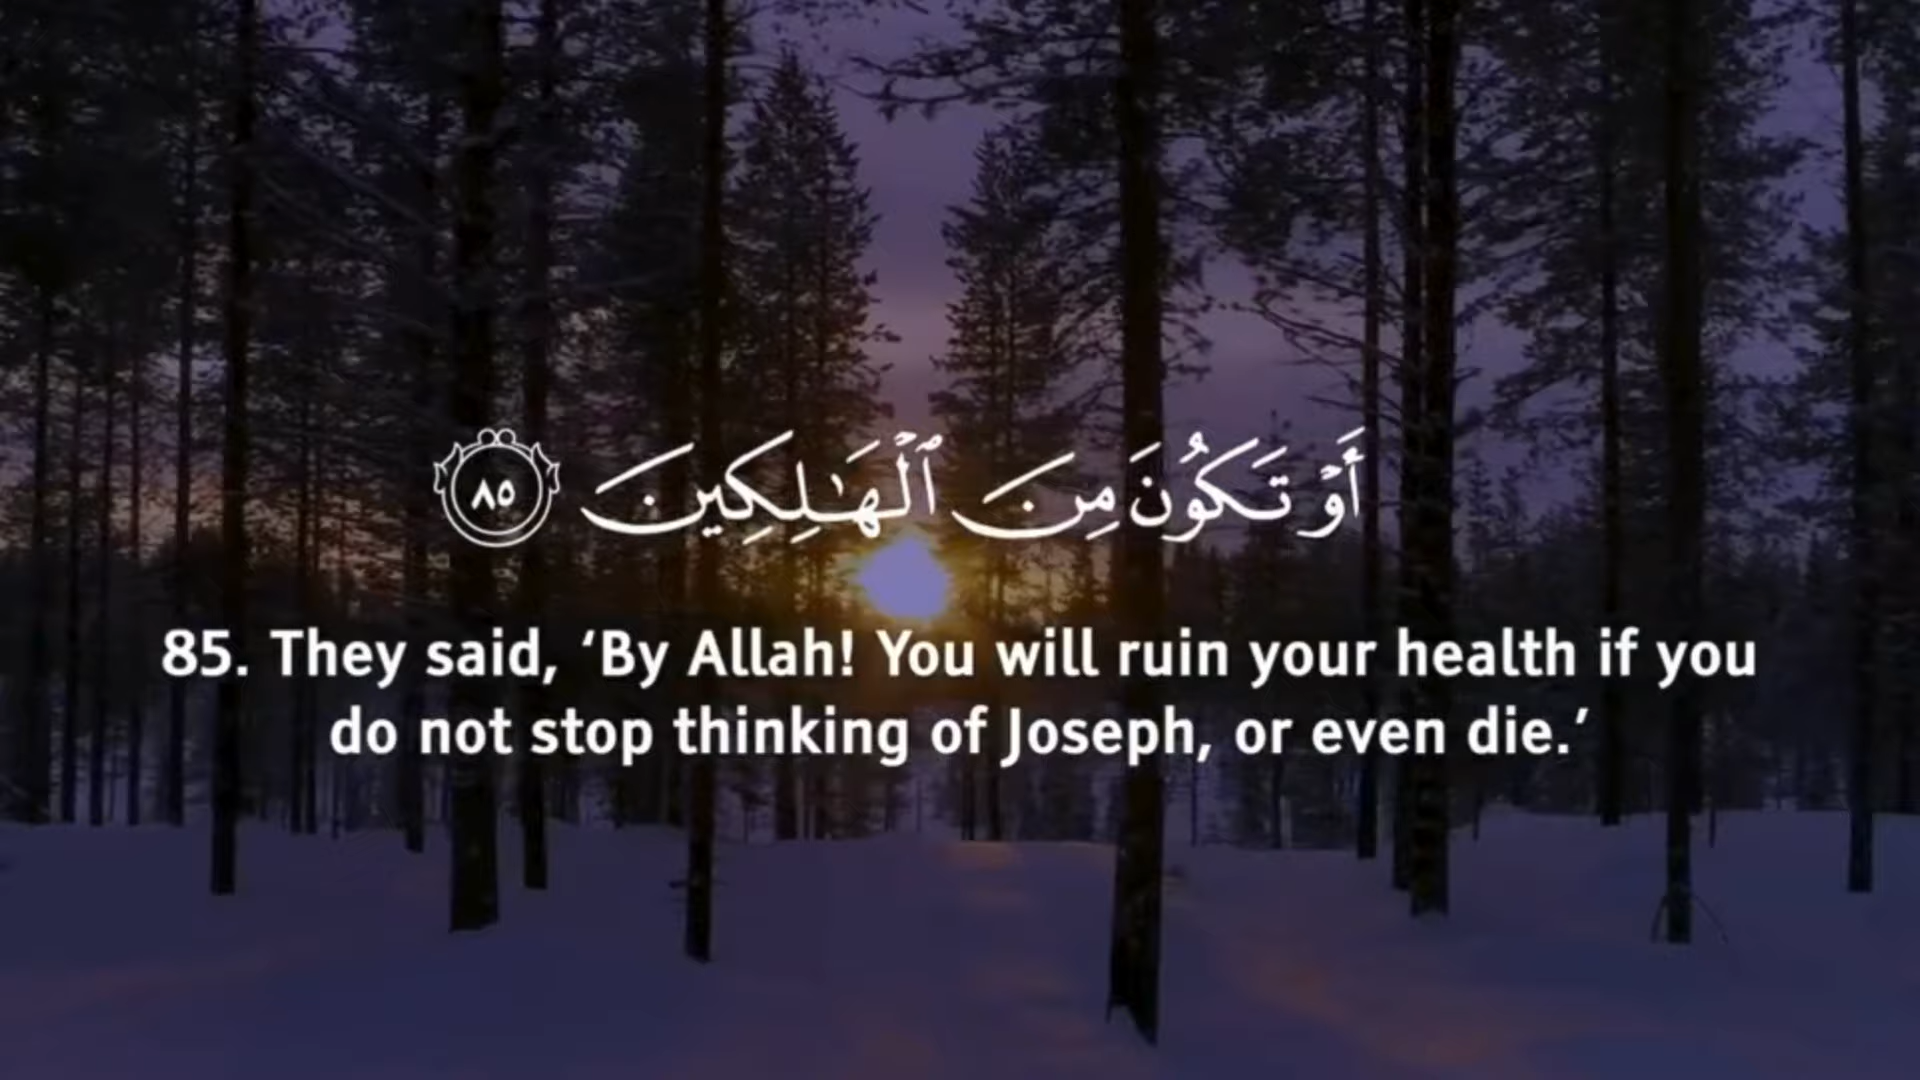 أَوْ تَكُونَ مِنَ ٱلْهَـٰلِكِينَ ٨٥
85. They said, ‘By Allah! You will ruin your health if you
do not stop thinking of Joseph, or even die.’